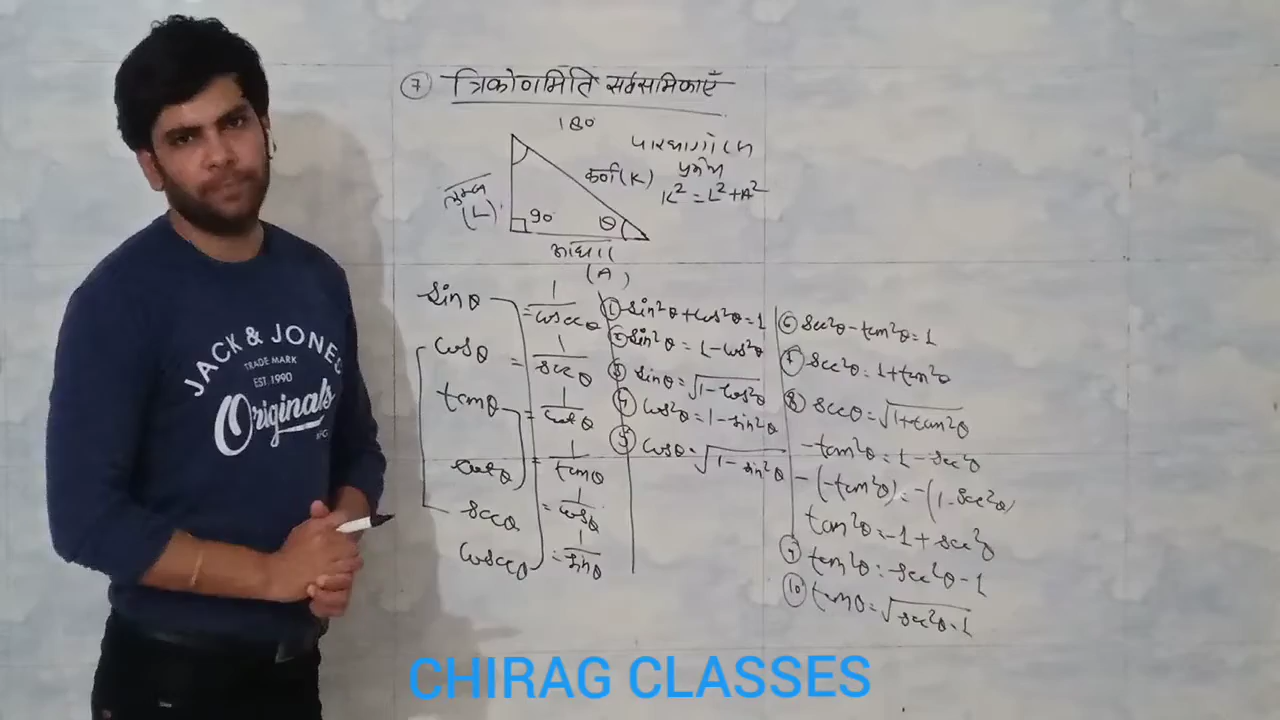 ⑦ त्रिकोणमिति सर्वसमिकाएँ
180
पाइथागोरस
प्रमेय
K² = L² + A²
कर्ण (K)
लम्ब
(L)
90
θ
आधार
(A)
sinθ = 1/cosecθ
cosθ = 1/secθ
tanθ = 1/cotθ
cotθ = 1/tanθ
secθ = 1/cosθ
cosecθ = 1/sinθ
① sin²θ + cos²θ = 1
② sin²θ = 1 - cos²θ
③ sinθ = √1 - cos²θ
④ cos²θ = 1 - sin²θ
⑤ cosθ = √1 - sin²θ
⑥ sec²θ - tan²θ = 1
⑦ sec²θ = 1 + tan²θ
⑧ secθ = √1 + tan²θ
-tan²θ = 1 - sec²θ
-(-tan²θ) = -(1 - sec²θ)
tan²θ = -1 + sec²θ
⑨ tan²θ = sec²θ - 1
⑩ tanθ = √sec²θ - 1
JACK & JONES
TRADE MARK
EST. 1990
Originals
CHIRAG CLASSES